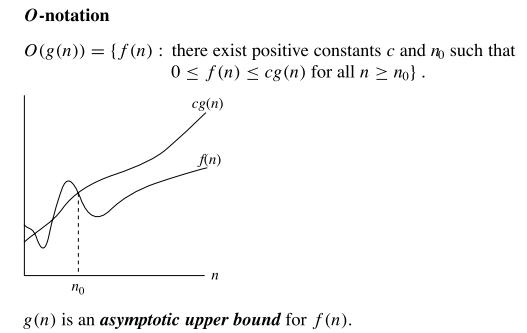 O-notation
O(g(n)) = {f(n) : there exist positive constants c and n₀ such that
0 ≤ f(n) ≤ cg(n) for all n ≥ n₀} .
cg(n)
f(n)
n
n₀
g(n) is an asymptotic upper bound for f(n).